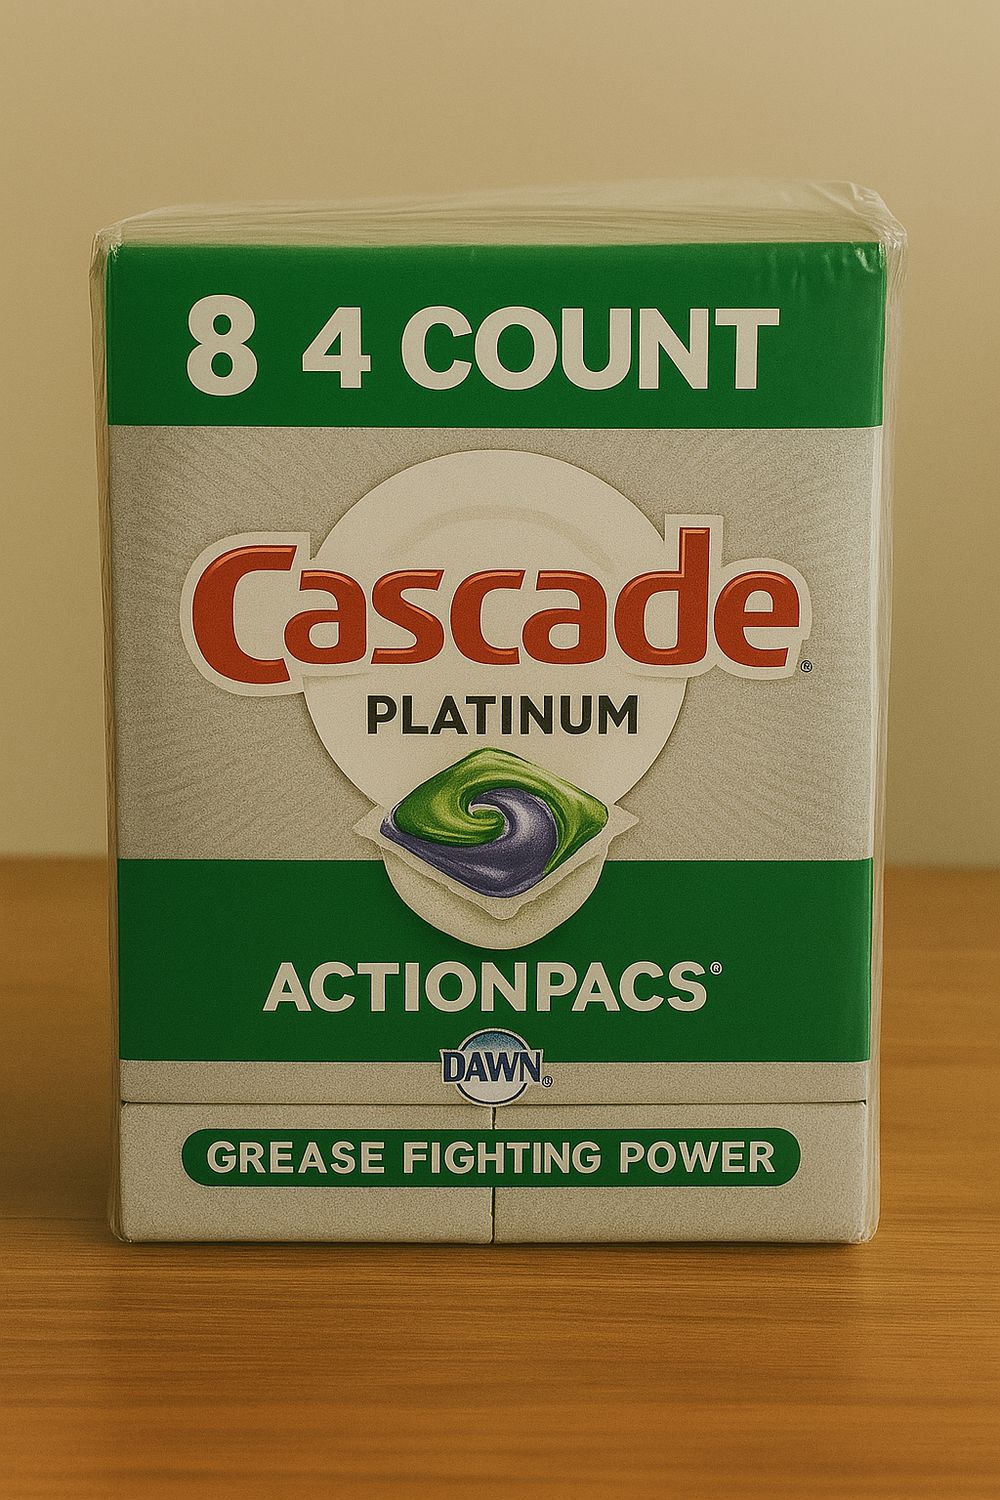 8 4 COUNT
Cascade®
PLATINUM
ACTIONPACS®
DAWN®
GREASE FIGHTING POWER